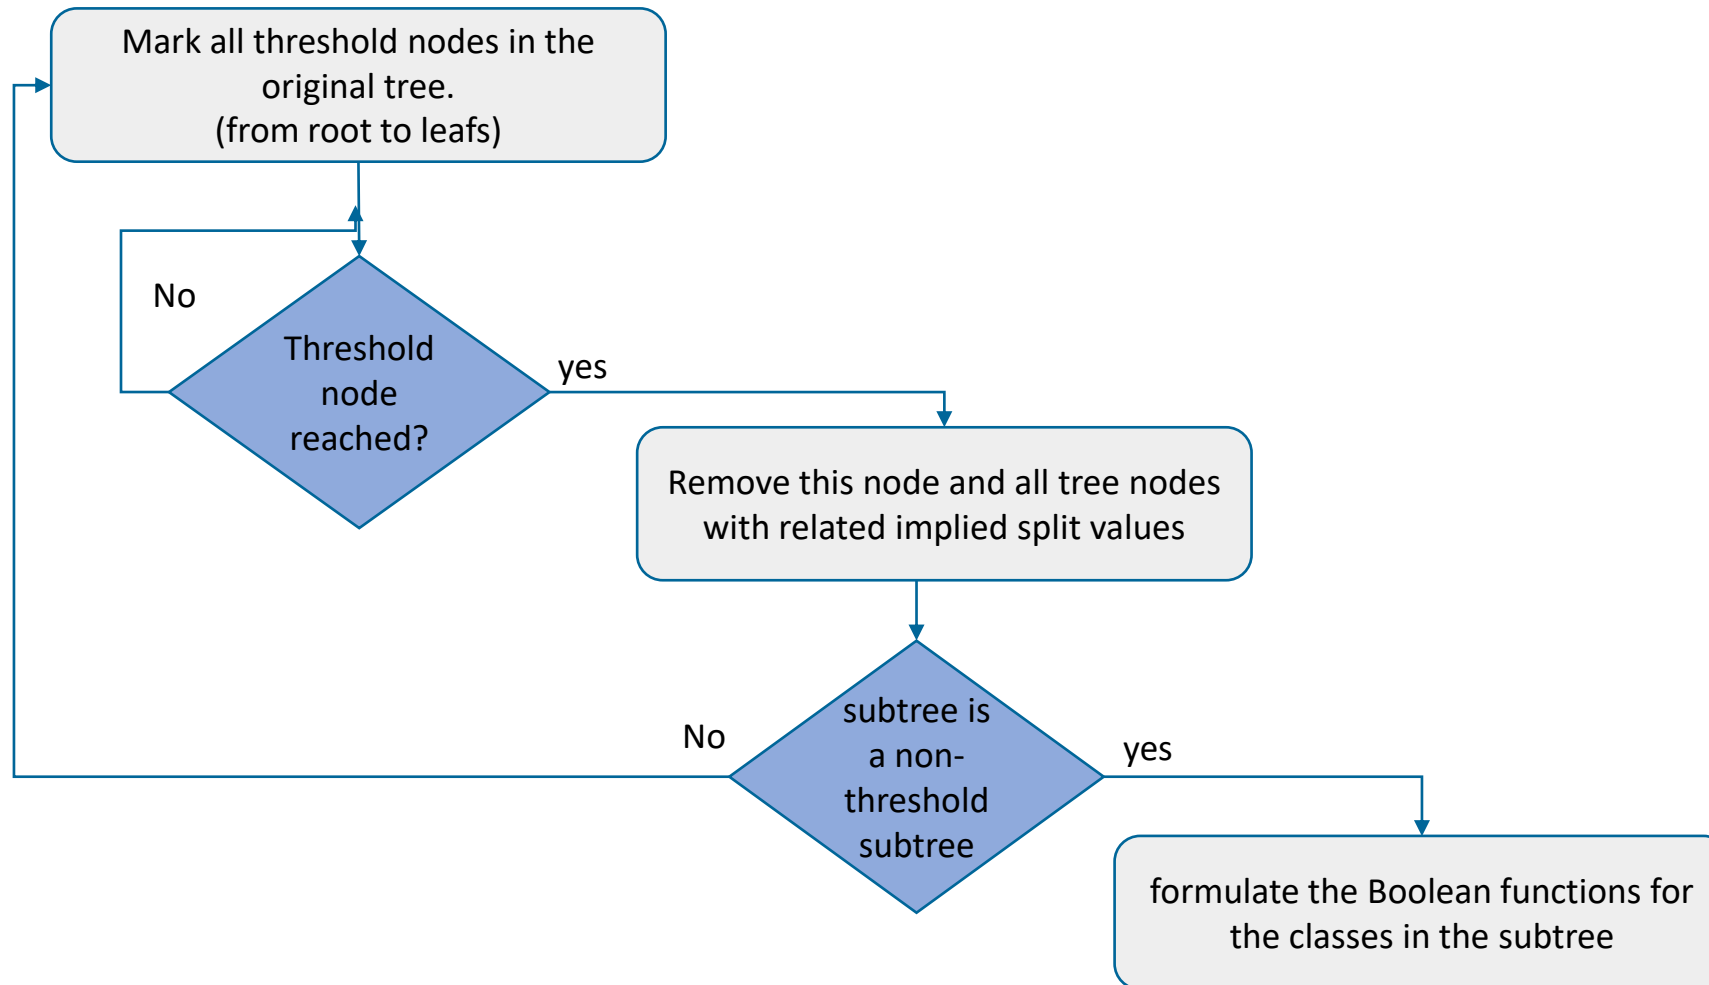 Mark all threshold nodes in the
original tree.
(from root to leafs)
No
Threshold
node
reached?
yes
Remove this node and all tree nodes
with related implied split values
No
subtree is
a non-
threshold
subtree
yes
formulate the Boolean functions for
the classes in the subtree